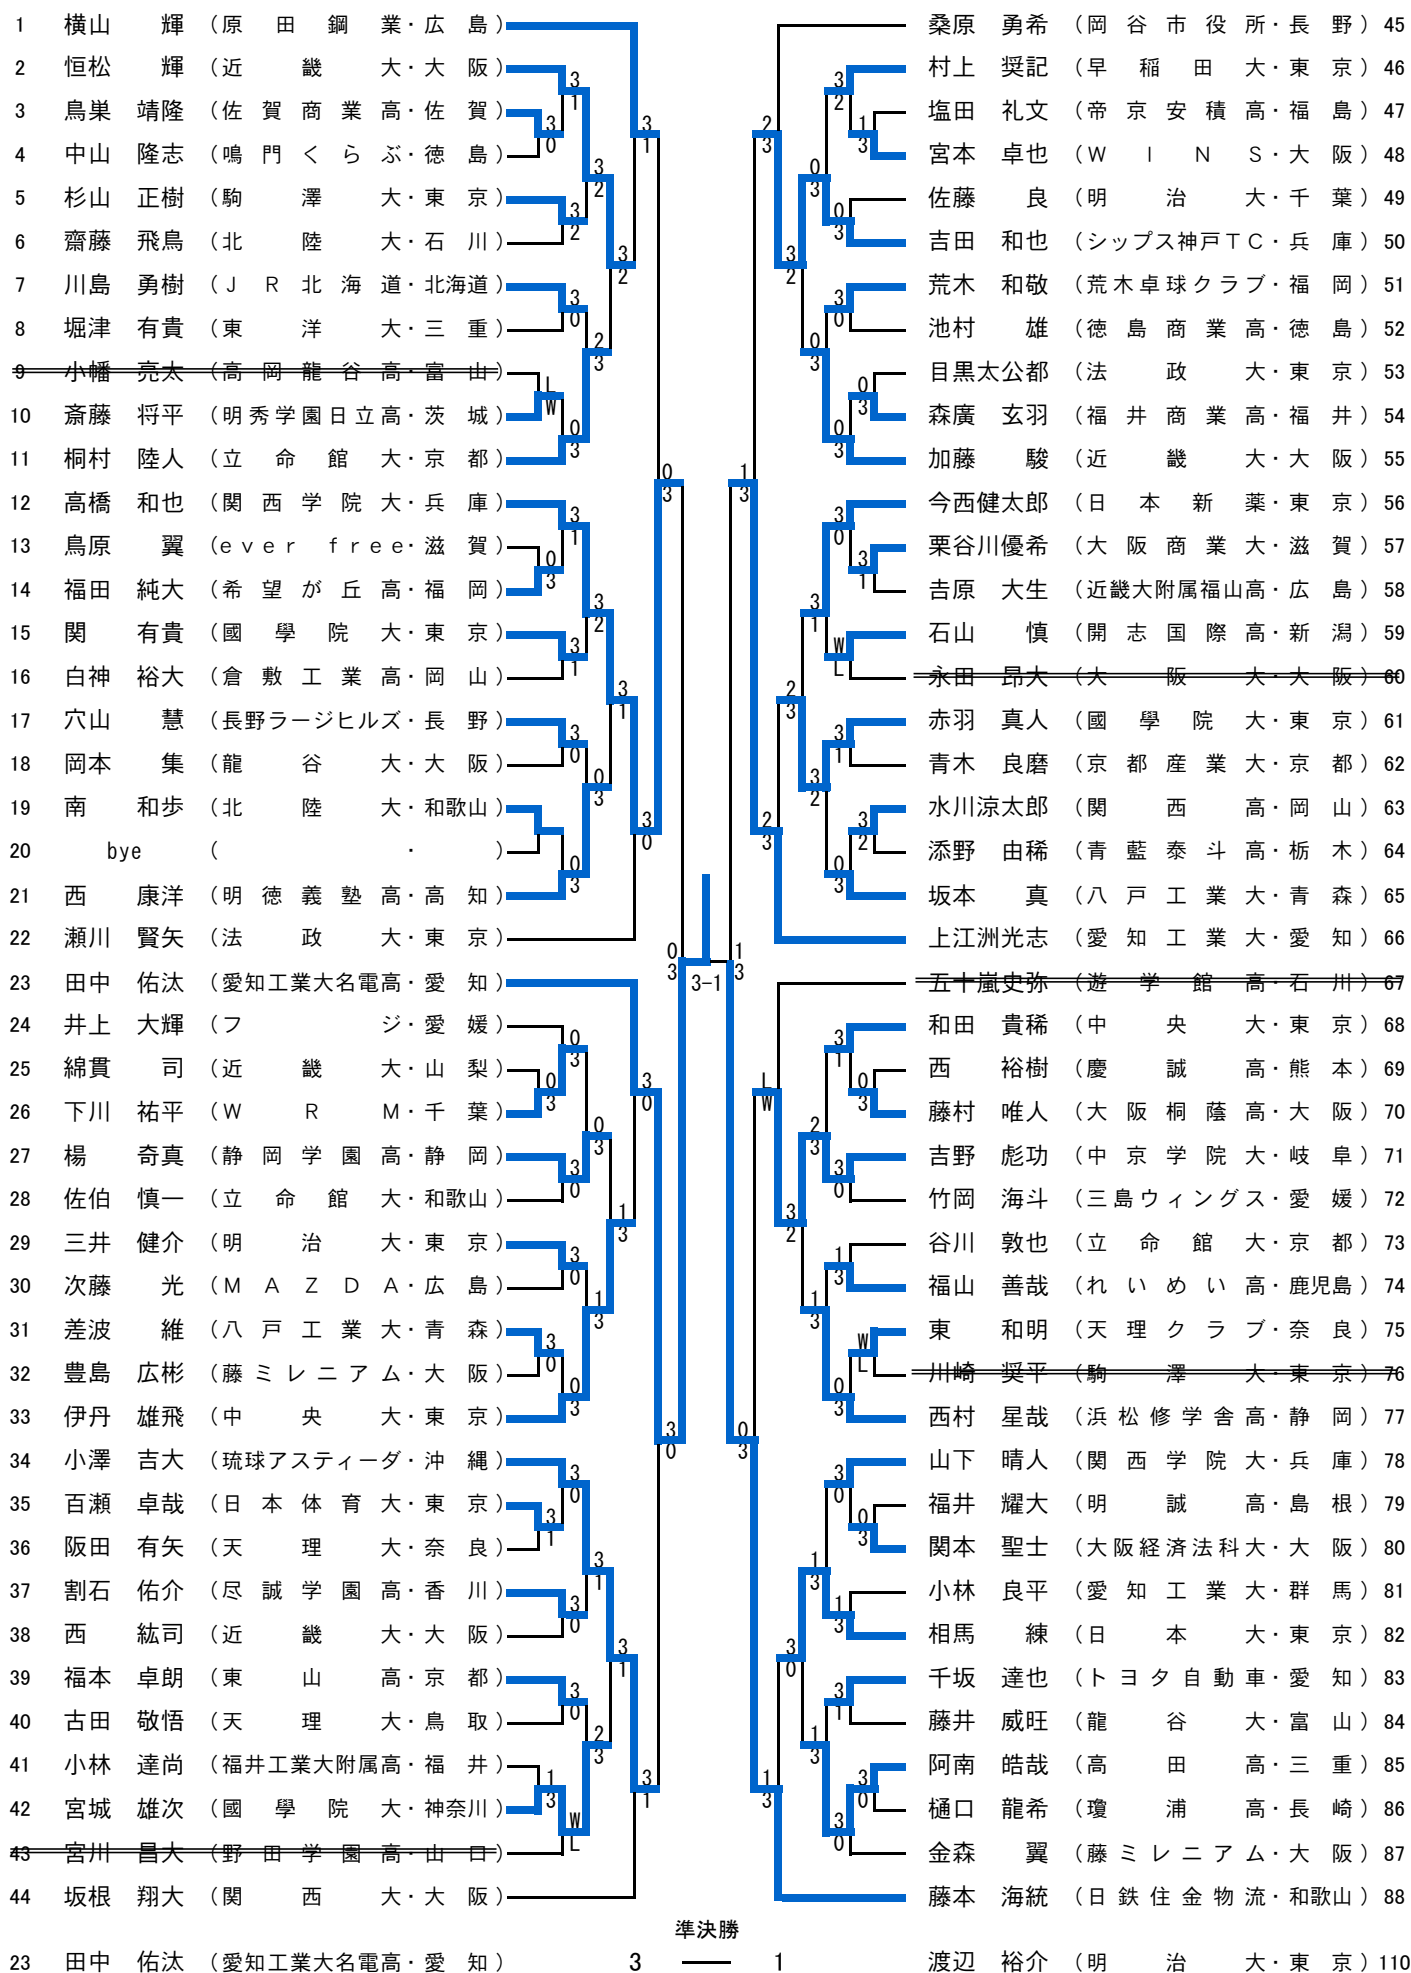 1 横山 輝 (原田鋼業・広島)
2 恒松 輝 (近畿大・大阪)
3 鳥巣 靖隆 (佐賀商業高・佐賀)
4 中山 隆志 (鳴門くらぶ・徳島)
5 杉山 正樹 (駒澤大・東京)
6 齋藤 飛鳥 (北陸大・石川)
7 川島 勇樹 (JR北海道・北海道)
8 堀津 有貴 (東洋大・三重)
9 小幡 亮太 (高岡龍谷高・富山)
10 斎藤 将平 (明秀学園日立高・茨城)
11 桐村 陸人 (立命館大・京都)
12 高橋 和也 (関西学院大・兵庫)
13 鳥原 翼 (ever free・滋賀)
14 福田 純大 (希望が丘高・福岡)
15 関 有貴 (國學院大・東京)
16 白神 裕大 (倉敷工業高・岡山)
17 穴山 慧 (長野ラージヒルズ・長野)
18 岡本 集 (龍谷大・大阪)
19 南 和歩 (北陸大・和歌山)
20 bye ( ・ )
21 西 康洋 (明徳義塾高・高知)
22 瀬川 賢矢 (法政大・東京)
23 田中 佑汰 (愛知工業大名電高・愛知)
24 井上 大輝 (フジ・愛媛)
25 綿貫 司 (近畿大・山梨)
26 下川 祐平 (WRM・千葉)
27 楊 奇真 (静岡学園高・静岡)
28 佐伯 慎一 (立命館大・和歌山)
29 三井 健介 (明治大・東京)
30 次藤 光 (MAZDA・広島)
31 差波 維 (八戸工業大・青森)
32 豊島 広彬 (藤ミレニアム・大阪)
33 伊丹 雄飛 (中央大・東京)
34 小澤 吉大 (琉球アスティーダ・沖縄)
35 百瀬 卓哉 (日本体育大・東京)
36 阪田 有矢 (天理大・奈良)
37 割石 佑介 (尽誠学園高・香川)
38 西 紘司 (近畿大・大阪)
39 福本 卓朗 (東山高・京都)
40 古田 敬悟 (天理大・鳥取)
41 小林 達尚 (福井工業大附属高・福井)
42 宮城 雄次 (國學院大・神奈川)
43 宮川 昌大 (野田学園高・山口)
44 坂根 翔大 (関西大・大阪)
3-1
桑原 勇希 (岡谷市役所・長野) 45
村上 奨記 (早稲田大・東京) 46
塩田 礼文 (帝京安積高・福島) 47
宮本 卓也 (WINS・大阪) 48
佐藤 良 (明治大・千葉) 49
吉田 和也 (シップス神戸TC・兵庫) 50
荒木 和敬 (荒木卓球クラブ・福岡) 51
池村 雄 (徳島商業高・徳島) 52
目黒太公都 (法政大・東京) 53
森廣 玄羽 (福井商業高・福井) 54
加藤 駿 (近畿大・大阪) 55
今西健太郎 (日本新薬・東京) 56
栗谷川優希 (大阪商業大・滋賀) 57
吉原 大生 (近畿大附属福山高・広島) 58
石山 慎 (開志国際高・新潟) 59
永田 昂大 (大阪大・大阪) 60
赤羽 真人 (國學院大・東京) 61
青木 良磨 (京都産業大・京都) 62
水川涼太郎 (関西高・岡山) 63
添野 由稀 (青藍泰斗高・栃木) 64
坂本 真 (八戸工業大・青森) 65
上江洲光志 (愛知工業大・愛知) 66
五十嵐史弥 (遊学館高・石川) 67
和田 貴稀 (中央大・東京) 68
西 裕樹 (慶誠高・熊本) 69
藤村 唯人 (大阪桐蔭高・大阪) 70
吉野 彪功 (中京学院大・岐阜) 71
竹岡 海斗 (三島ウィングス・愛媛) 72
谷川 敦也 (立命館大・京都) 73
福山 善哉 (れいめい高・鹿児島) 74
東 和明 (天理クラブ・奈良) 75
川崎 奨平 (駒澤大・東京) 76
西村 星哉 (浜松修学舎高・静岡) 77
山下 晴人 (関西学院大・兵庫) 78
福井 耀大 (明誠高・島根) 79
関本 聖士 (大阪経済法科大・大阪) 80
小林 良平 (愛知工業大・群馬) 81
相馬 練 (日本大・東京) 82
千坂 達也 (トヨタ自動車・愛知) 83
藤井 威旺 (龍谷大・富山) 84
阿南 皓哉 (高田高・三重) 85
樋口 龍希 (瓊浦高・長崎) 86
金森 翼 (藤ミレニアム・大阪) 87
藤本 海統 (日鉄住金物流・和歌山) 88
準決勝
23 田中 佑汰 (愛知工業大名電高・愛知) 3 — 1 渡辺 裕介 (明治大・東京) 110